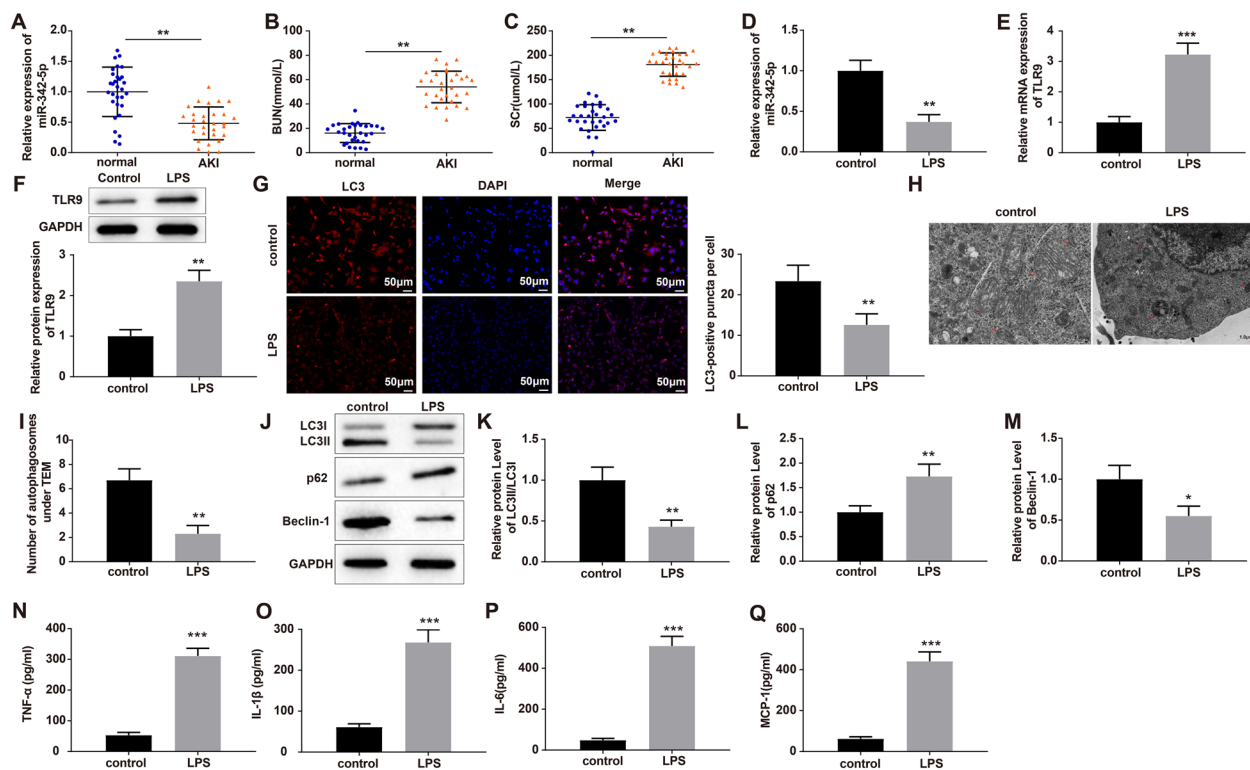 A
Relative expression of
miR-342-5p
2.0
1.5
1.0
0.5
0.0
**
normal
AKI
B
BUN(mmol/L)
100
80
60
40
20
0
**
normal
AKI
C
SCr(umol/L)
250
200
150
100
50
0
**
normal
AKI
D
Relative expression of
miR-342-5p
1.5
1.0
0.5
0.0
**
control
LPS
E
Relative mRNA expression
of TLR9
4
3
2
1
0
***
control
LPS
F
Control
LPS
TLR9
GAPDH
Relative protein expression
of TLR9
3
2
1
0
**
control
LPS
G
LC3
DAPI
Merge
control
50μm
50μm
50μm
LPS
50μm
50μm
50μm
LC3-positive puncta per cell
30
20
10
0
**
control
LPS
H
control
LPS
I
Number of autophagosomes
under TEM
8
6
4
2
0
**
control
LPS
J
control
LPS
LC3I
LC3II
p62
Beclin-1
GAPDH
K
Relative protein Level
of LC3II/LC3I
1.5
1.0
0.5
0.0
**
control
LPS
L
Relative protein Level
of p62
2.5
2.0
1.5
1.0
0.5
0.0
**
control
LPS
M
Relative protein Level
of Beclin-1
1.5
1.0
0.5
0.0
*
control
LPS
N
TNF-α (pg/ml)
400
300
200
100
0
***
control
LPS
O
IL-1β (pg/ml)
300
200
100
0
***
control
LPS
P
IL-6(pg/ml)
600
400
200
0
***
control
LPS
Q
MCP-1(pg/ml)
600
400
200
0
***
control
LPS